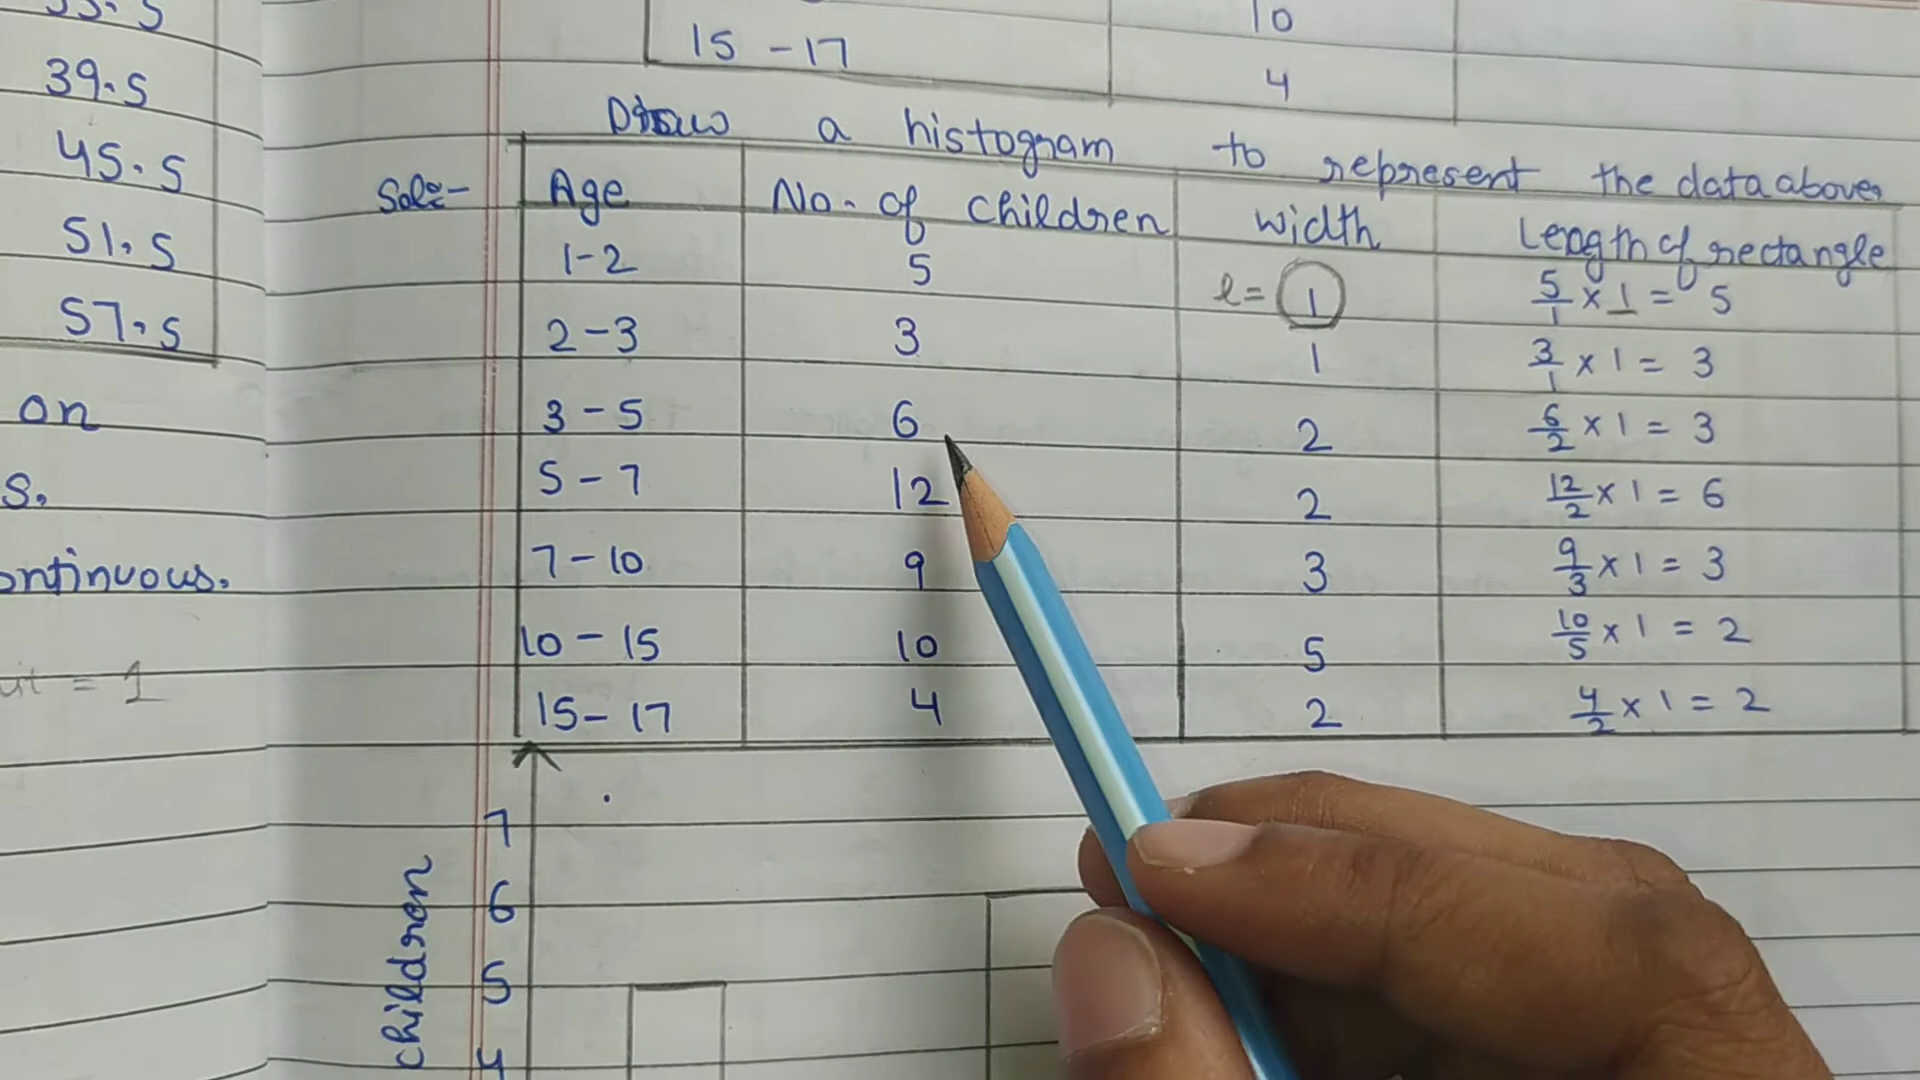 39.5
45.5
51.5
57.5
on
s.
ontinuous.
= 1
10
15 - 17 4
Draw a histogram to represent the data above.
Sol:- Age No. of children width Length of rectangle
1-2 5 l= 1 5/1 × 1 = 5
2-3 3 1 3/1 × 1 = 3
3-5 6 2 6/2 × 1 = 3
5-7 12 2 12/2 × 1 = 6
7-10 9 3 9/3 × 1 = 3
10-15 10 5 10/5 × 1 = 2
15-17 4 2 4/2 × 1 = 2
7
6
5
4
children